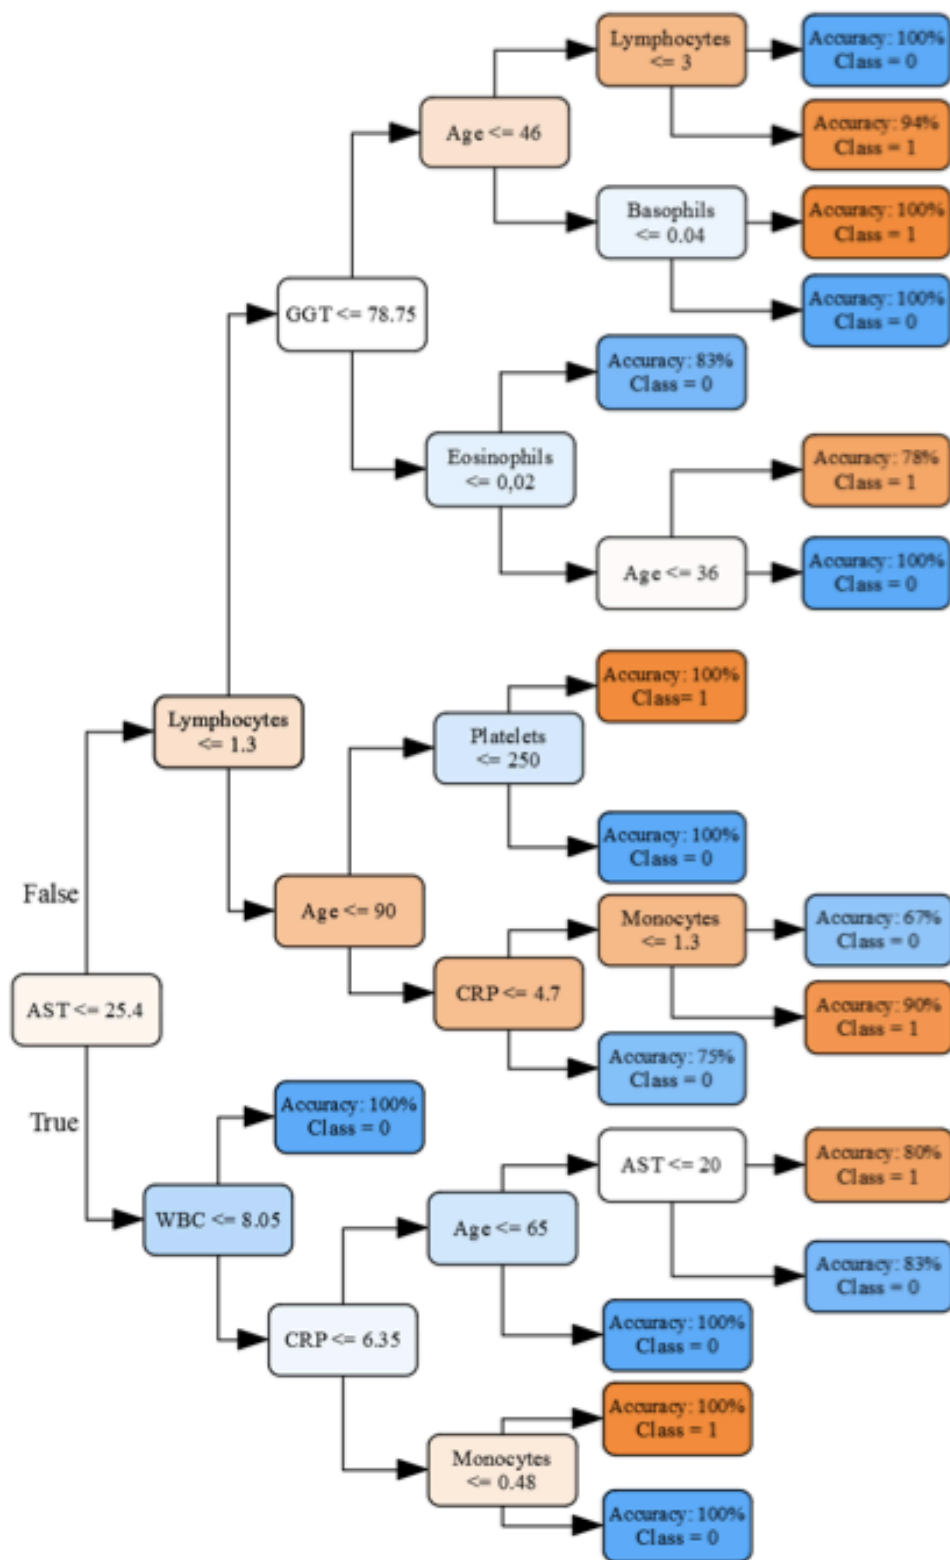 Lymphocytes
<= 3
Accuracy: 100%
Class = 0
Age <= 46
Accuracy: 94%
Class = 1
Basophils
<= 0.04
Accuracy: 100%
Class = 1
GGT <= 78.75
Accuracy: 100%
Class = 0
Accuracy: 83%
Class = 0
Eosinophils
<= 0,02
Accuracy: 78%
Class = 1
Age <= 36
Accuracy: 100%
Class = 0
Lymphocytes
<= 1.3
Accuracy: 100%
Class= 1
Platelets
<= 250
Accuracy: 100%
Class = 0
False
Age <= 90
Monocytes
<= 1.3
Accuracy: 67%
Class = 0
AST <= 25.4
CRP <= 4.7
Accuracy: 90%
Class = 1
Accuracy: 75%
Class = 0
True
Accuracy: 100%
Class = 0
AST <= 20
Accuracy: 80%
Class = 1
WBC <= 8.05
Age <= 65
Accuracy: 83%
Class = 0
CRP <= 6.35
Accuracy: 100%
Class = 0
Accuracy: 100%
Class = 1
Monocytes
<= 0.48
Accuracy: 100%
Class = 0